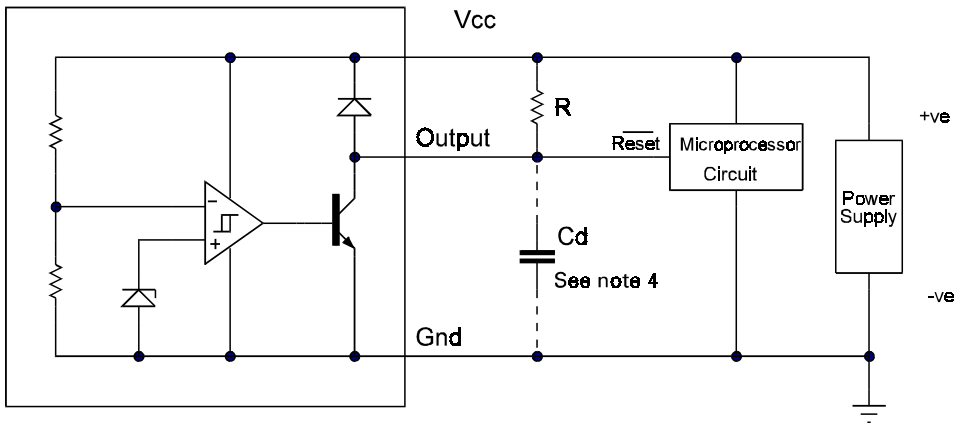 Vcc
R
+ve
Output
Reset
Microprocessor
Circuit
Power
Supply
−
+
Cd
See note 4
-ve
Gnd